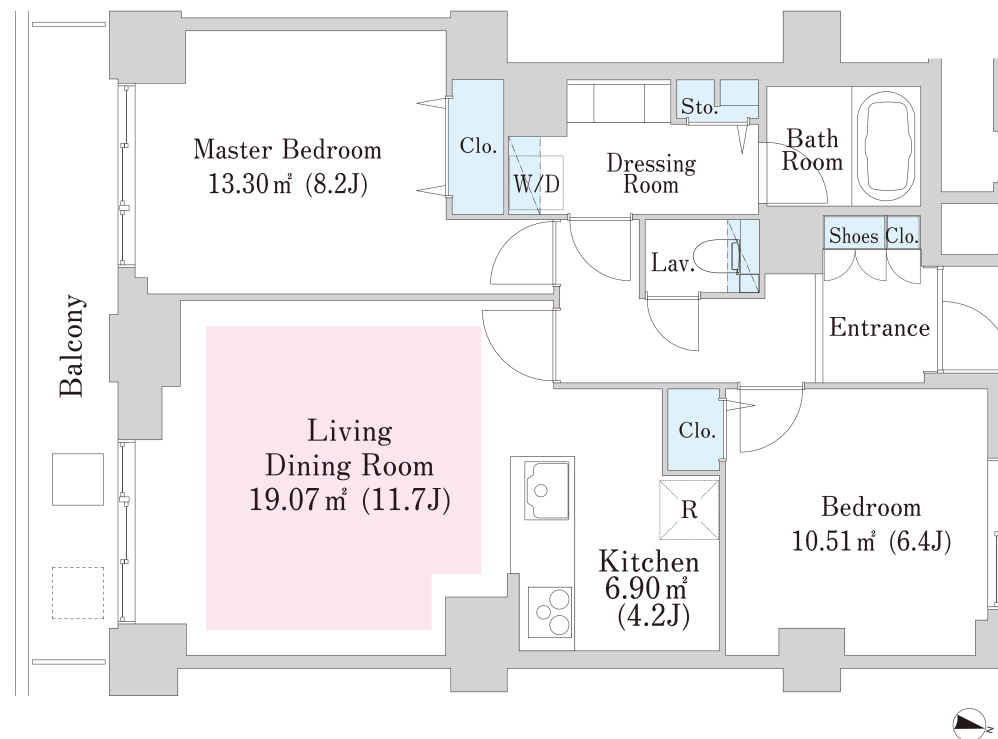 Master Bedroom
13.30㎡ (8.2J)
Clo.
W/D
Sto.
Dressing
Room
Bath
Room
Lav.
Shoes
Clo.
Entrance
Balcony
Living
Dining Room
19.07㎡ (11.7J)
Clo.
R
Kitchen
6.90㎡
(4.2J)
Bedroom
10.51㎡ (6.4J)
N